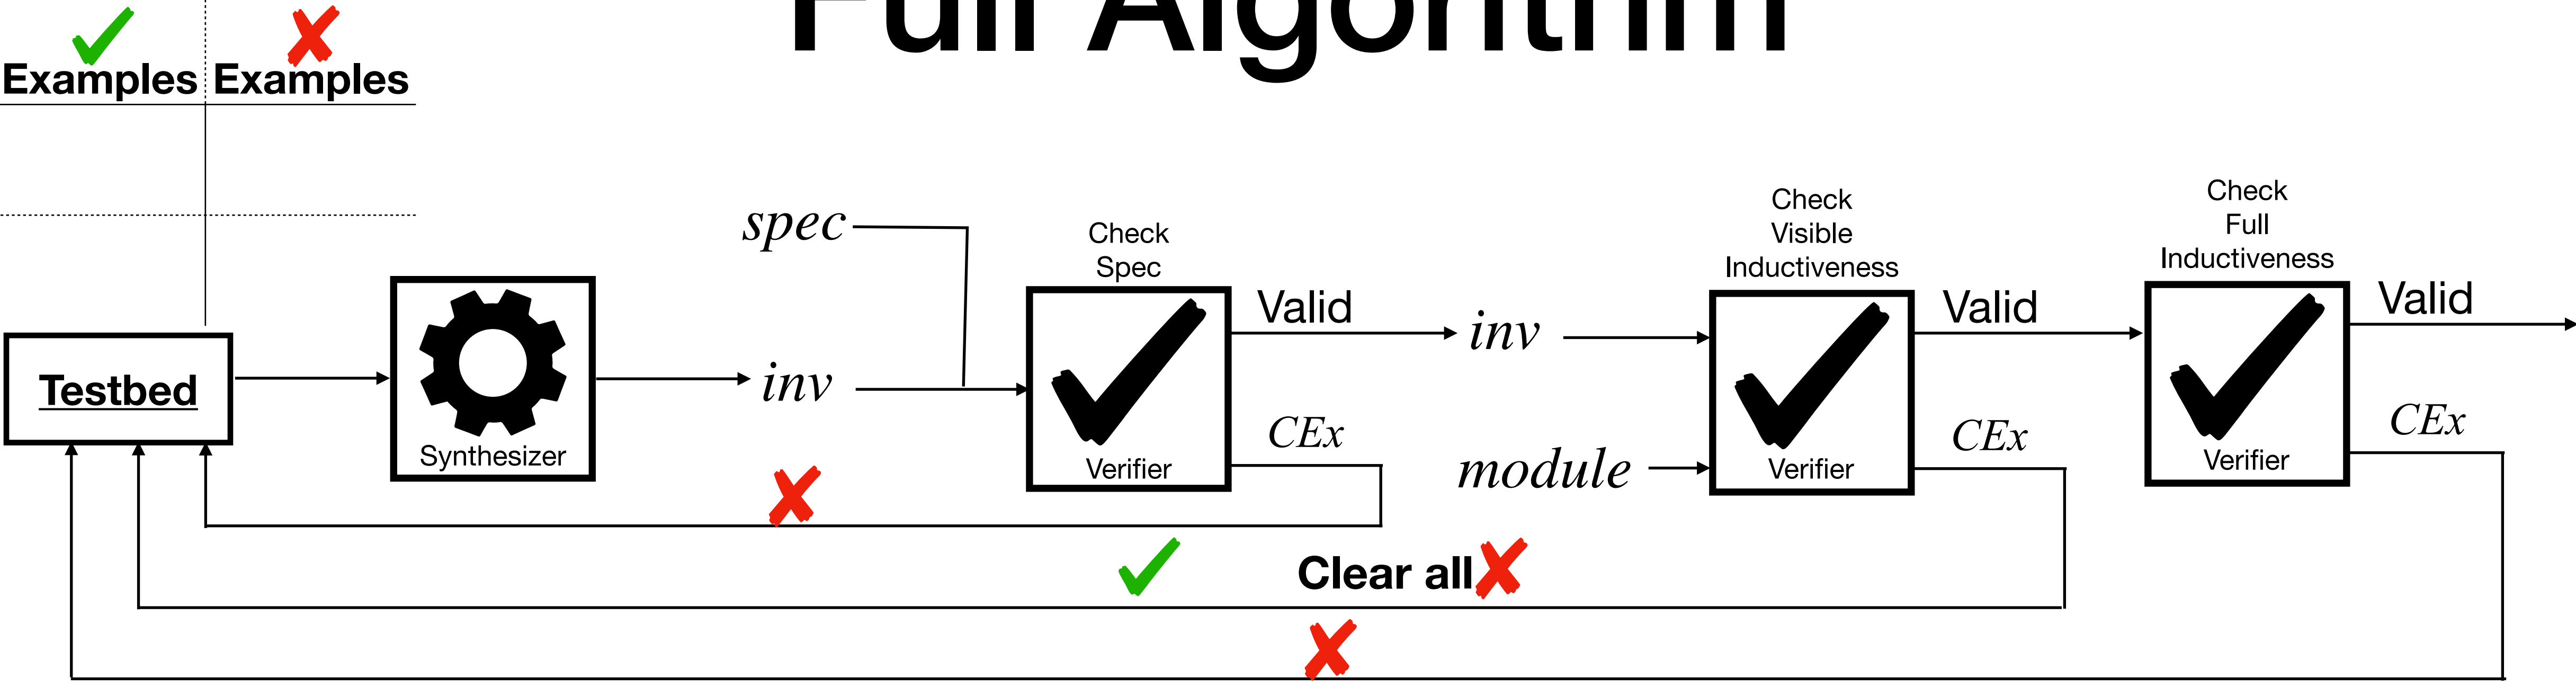 Full Algorithm
Examples Examples
spec
Check
Spec
Check
Visible
Inductiveness
Check
Full
Inductiveness
Testbed
Synthesizer
inv
Verifier
Valid
CEx
inv
module
Verifier
Valid
CEx
Verifier
Valid
CEx
Clear all